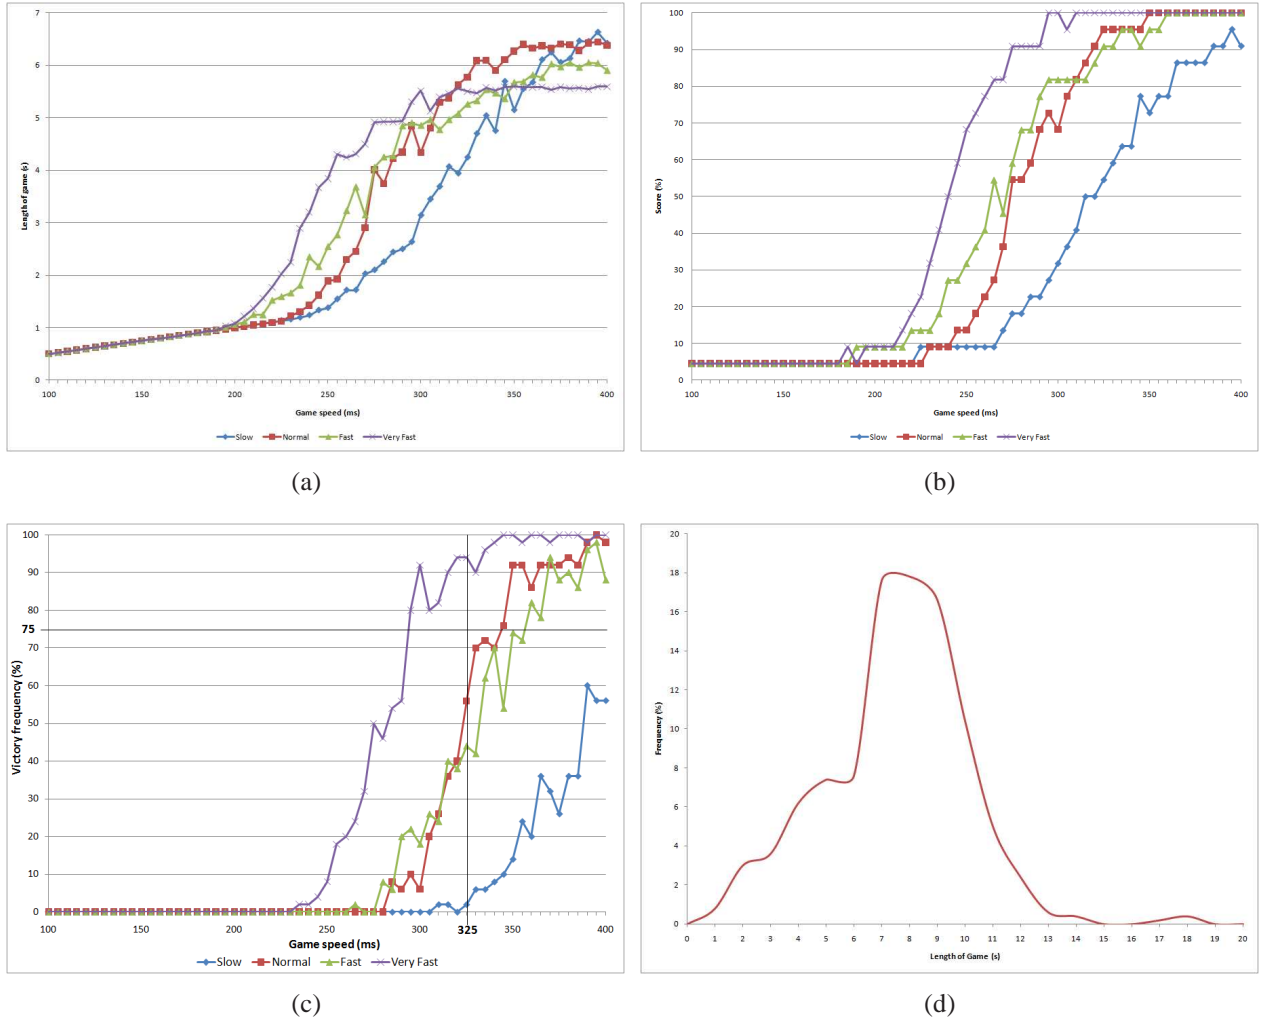 7
6
5
4
3
2
1
0
Length of game (s)
100 150 200 250 300 350 400
Game speed (ms)
Slow Normal Fast Very Fast
(a)
100
90
80
70
60
50
40
30
20
10
0
Score (%)
100 150 200 250 300 350 400
Game speed (ms)
Slow Normal Fast Very Fast
(b)
100
90
80
75
70
60
50
40
30
20
10
0
Victory frequency (%)
100 150 200 250 300 325 350 400
Game speed (ms)
Slow Normal Fast Very Fast
(c)
20
18
16
14
12
10
8
6
4
2
0
Frequency (%)
0 1 2 3 4 5 6 7 8 9 10 11 12 13 14 15 16 17 18 19 20
Length of Game (s)
(d)